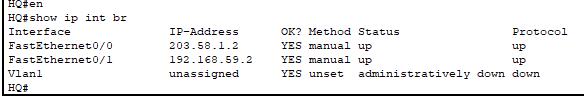 HQ#en
HQ#show ip int br
Interface IP-Address OK? Method Status Protocol
FastEthernet0/0 203.58.1.2 YES manual up up
FastEthernet0/1 192.168.59.2 YES manual up up
Vlan1 unassigned YES unset administratively down down
HQ#